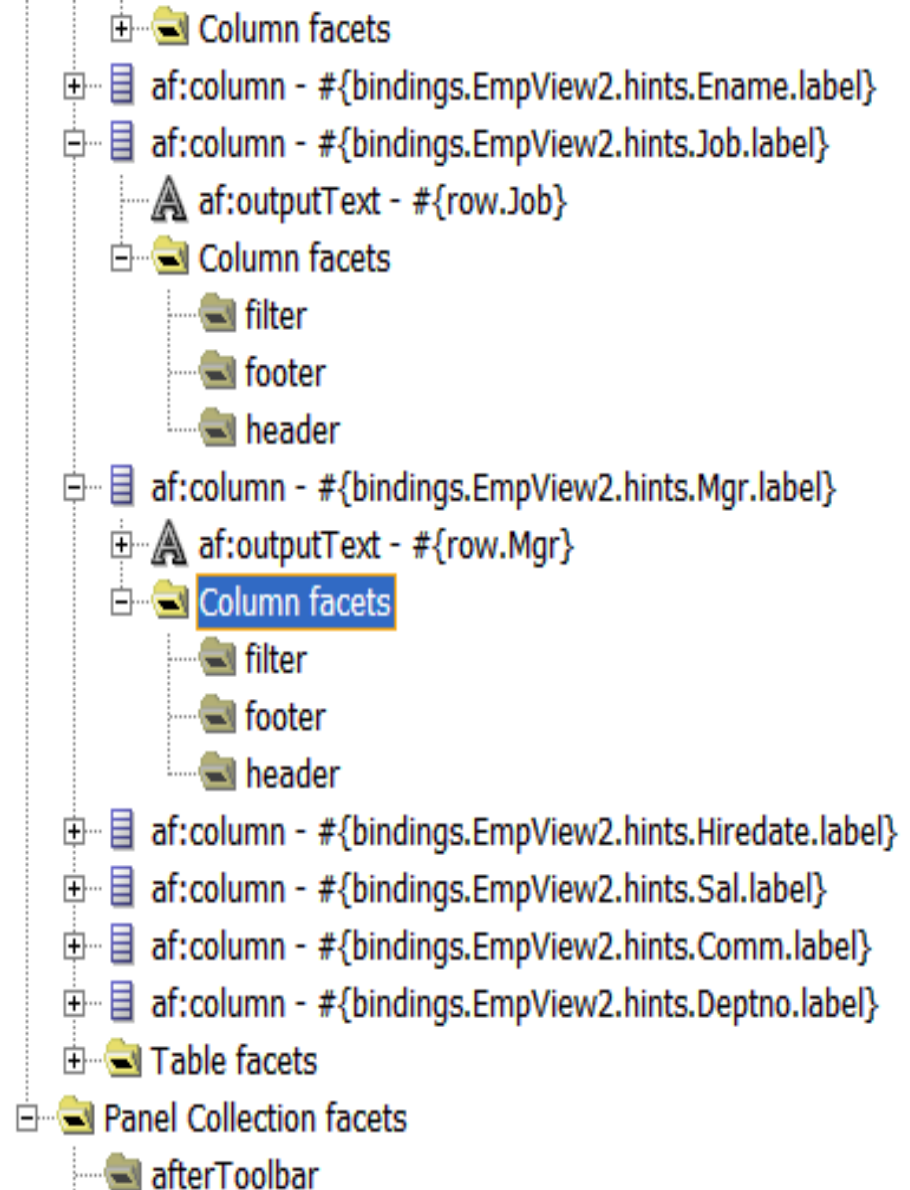 Column facets
af:column - #{bindings.EmpView2.hints.Ename.label}
af:column - #{bindings.EmpView2.hints.Job.label}
af:outputText - #{row.Job}
Column facets
filter
footer
header
af:column - #{bindings.EmpView2.hints.Mgr.label}
af:outputText - #{row.Mgr}
Column facets
filter
footer
header
af:column - #{bindings.EmpView2.hints.Hiredate.label}
af:column - #{bindings.EmpView2.hints.Sal.label}
af:column - #{bindings.EmpView2.hints.Comm.label}
af:column - #{bindings.EmpView2.hints.Deptno.label}
Table facets
Panel Collection facets
afterToolbar